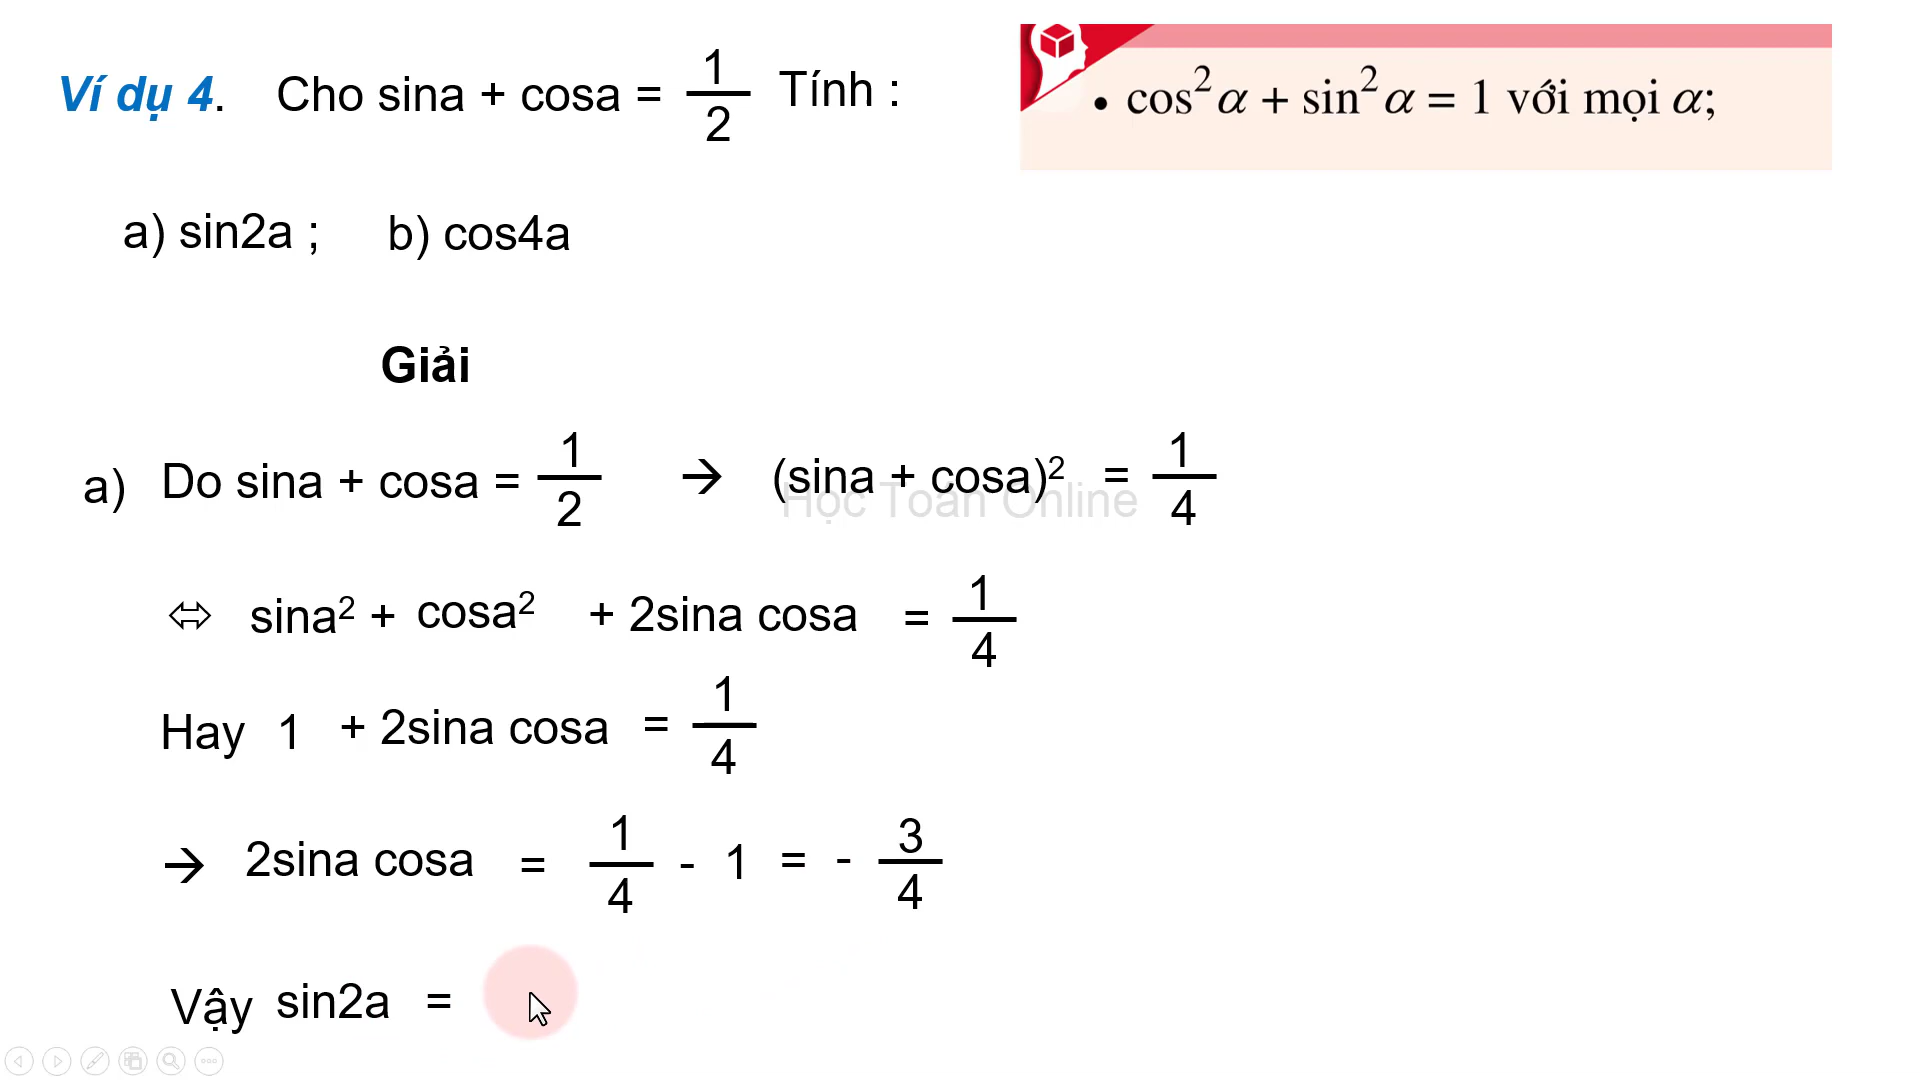 Ví dụ 4. Cho sina + cosa = 1/2 Tính :
• cos²α + sin²α = 1 với mọi α;
a) sin2a ; b) cos4a
Giải
a) Do sina + cosa = 1/2 → (sina + cosa)² = 1/4
Học Toán Online
⇔ sina² + cosa² + 2sina cosa = 1/4
Hay 1 + 2sina cosa = 1/4
→ 2sina cosa = 1/4 - 1 = - 3/4
Vậy sin2a =